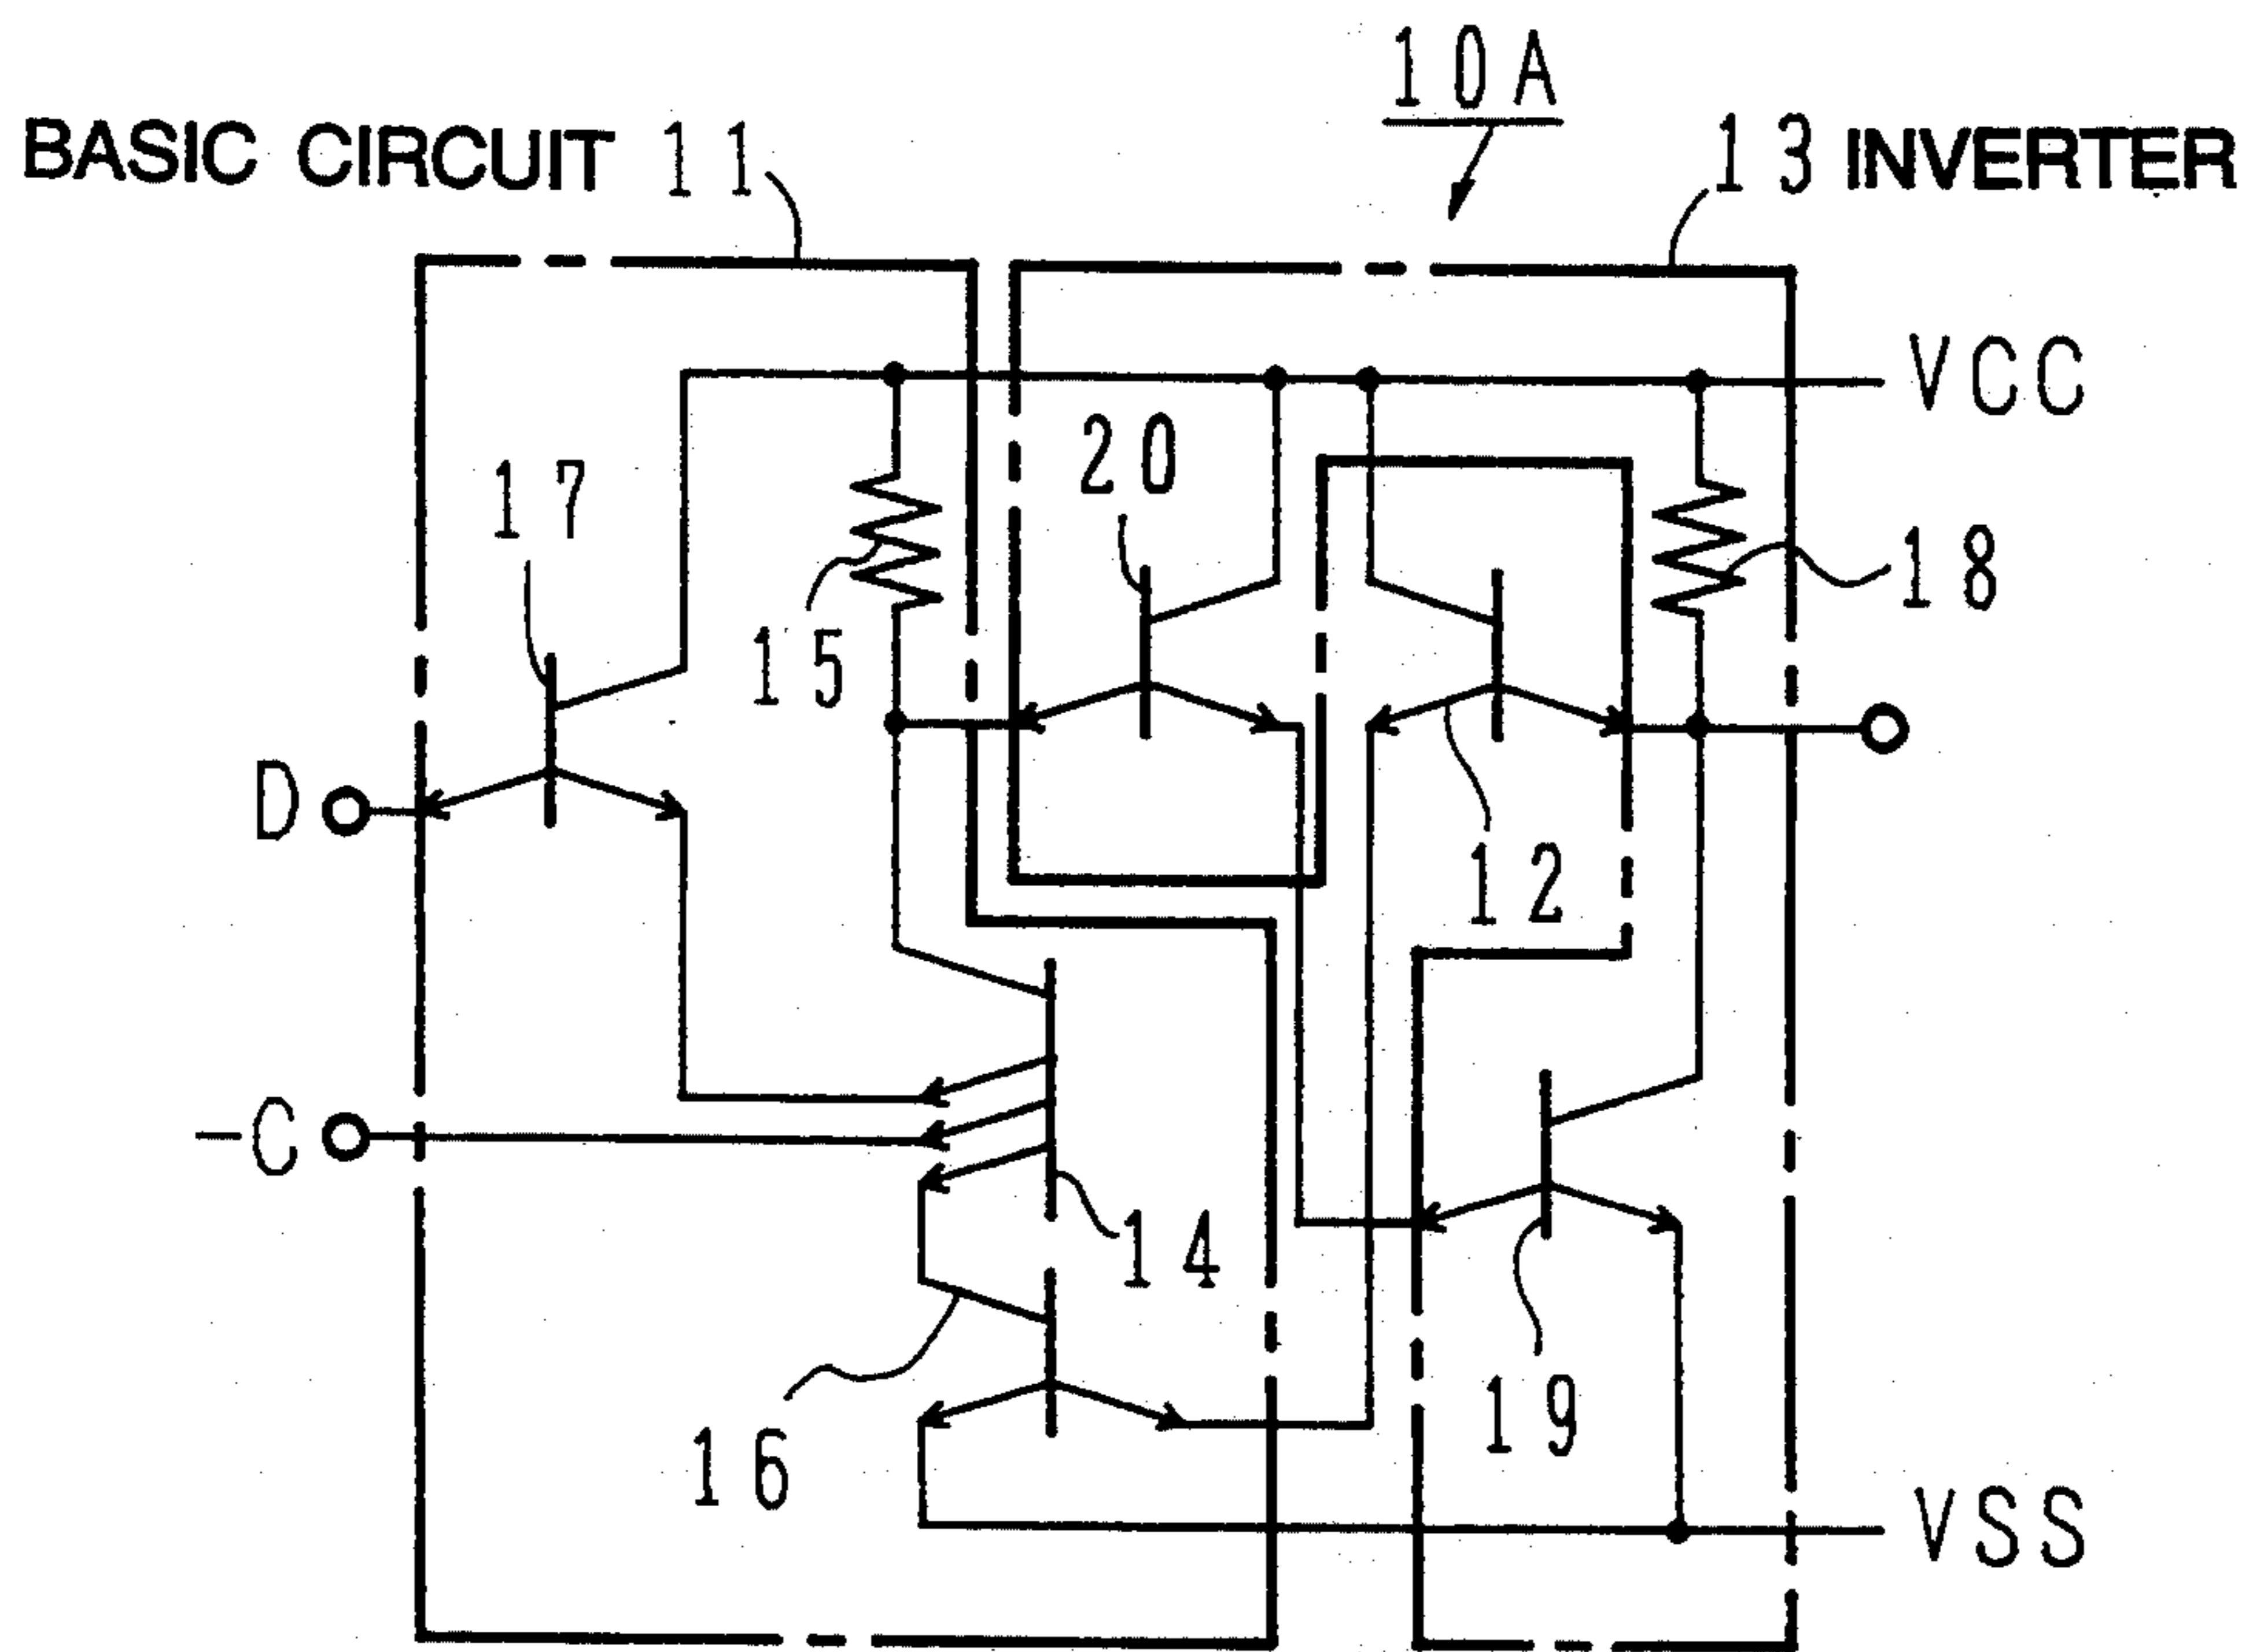 10A
BASIC CIRCUIT 11
13 INVERTER
VCC
20
17
18
15
D
12
-C
14
19
16
VSS